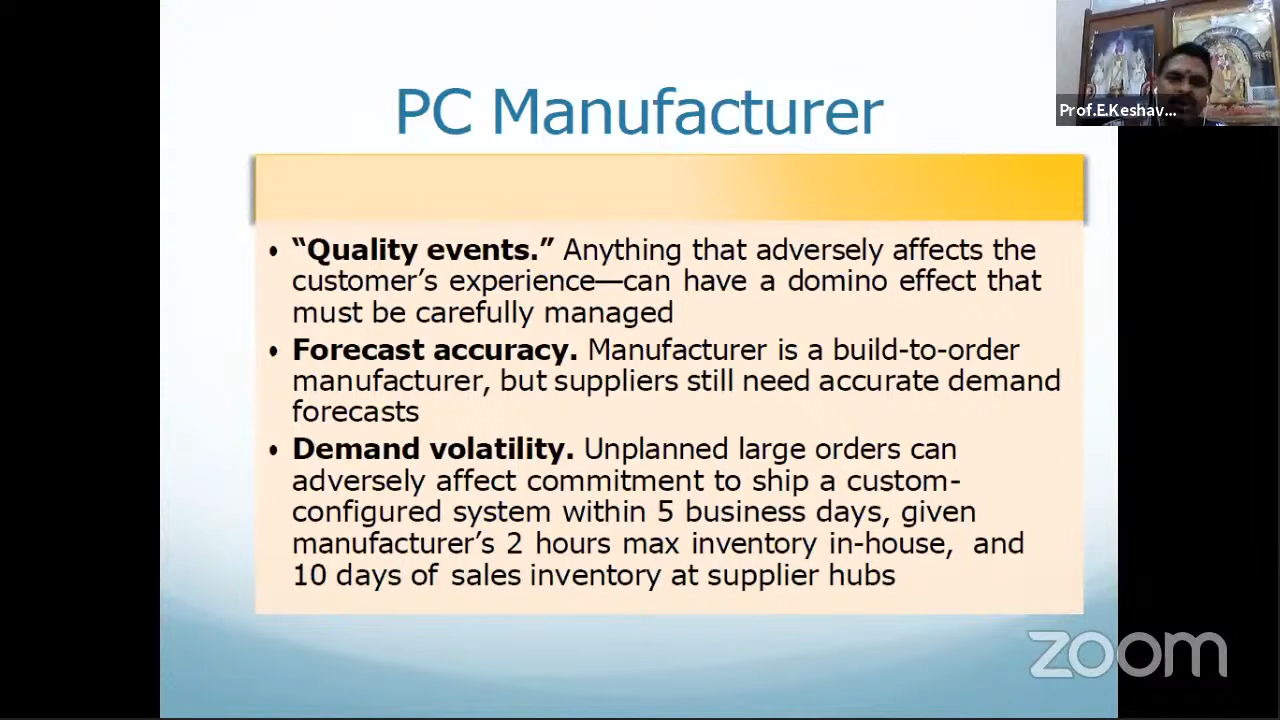 PC Manufacturer
Prof.E.Keshav...
• “Quality events.” Anything that adversely affects the
customer’s experience—can have a domino effect that
must be carefully managed
• Forecast accuracy. Manufacturer is a build-to-order
manufacturer, but suppliers still need accurate demand
forecasts
• Demand volatility. Unplanned large orders can
adversely affect commitment to ship a custom-
configured system within 5 business days, given
manufacturer’s 2 hours max inventory in-house, and
10 days of sales inventory at supplier hubs
zoom